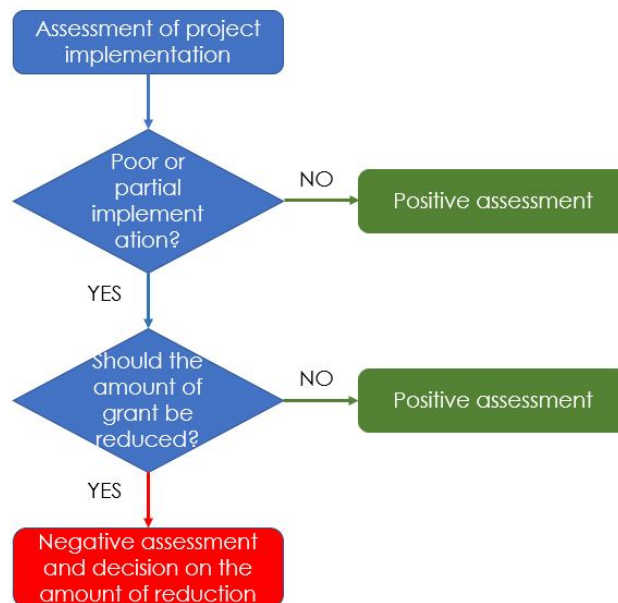 Assessment of project
implementation
Poor or
partial
implement
ation?
NO
Positive assessment
YES
Should the
amount of
grant be
reduced?
NO
Positive assessment
YES
Negative assessment
and decision on the
amount of reduction